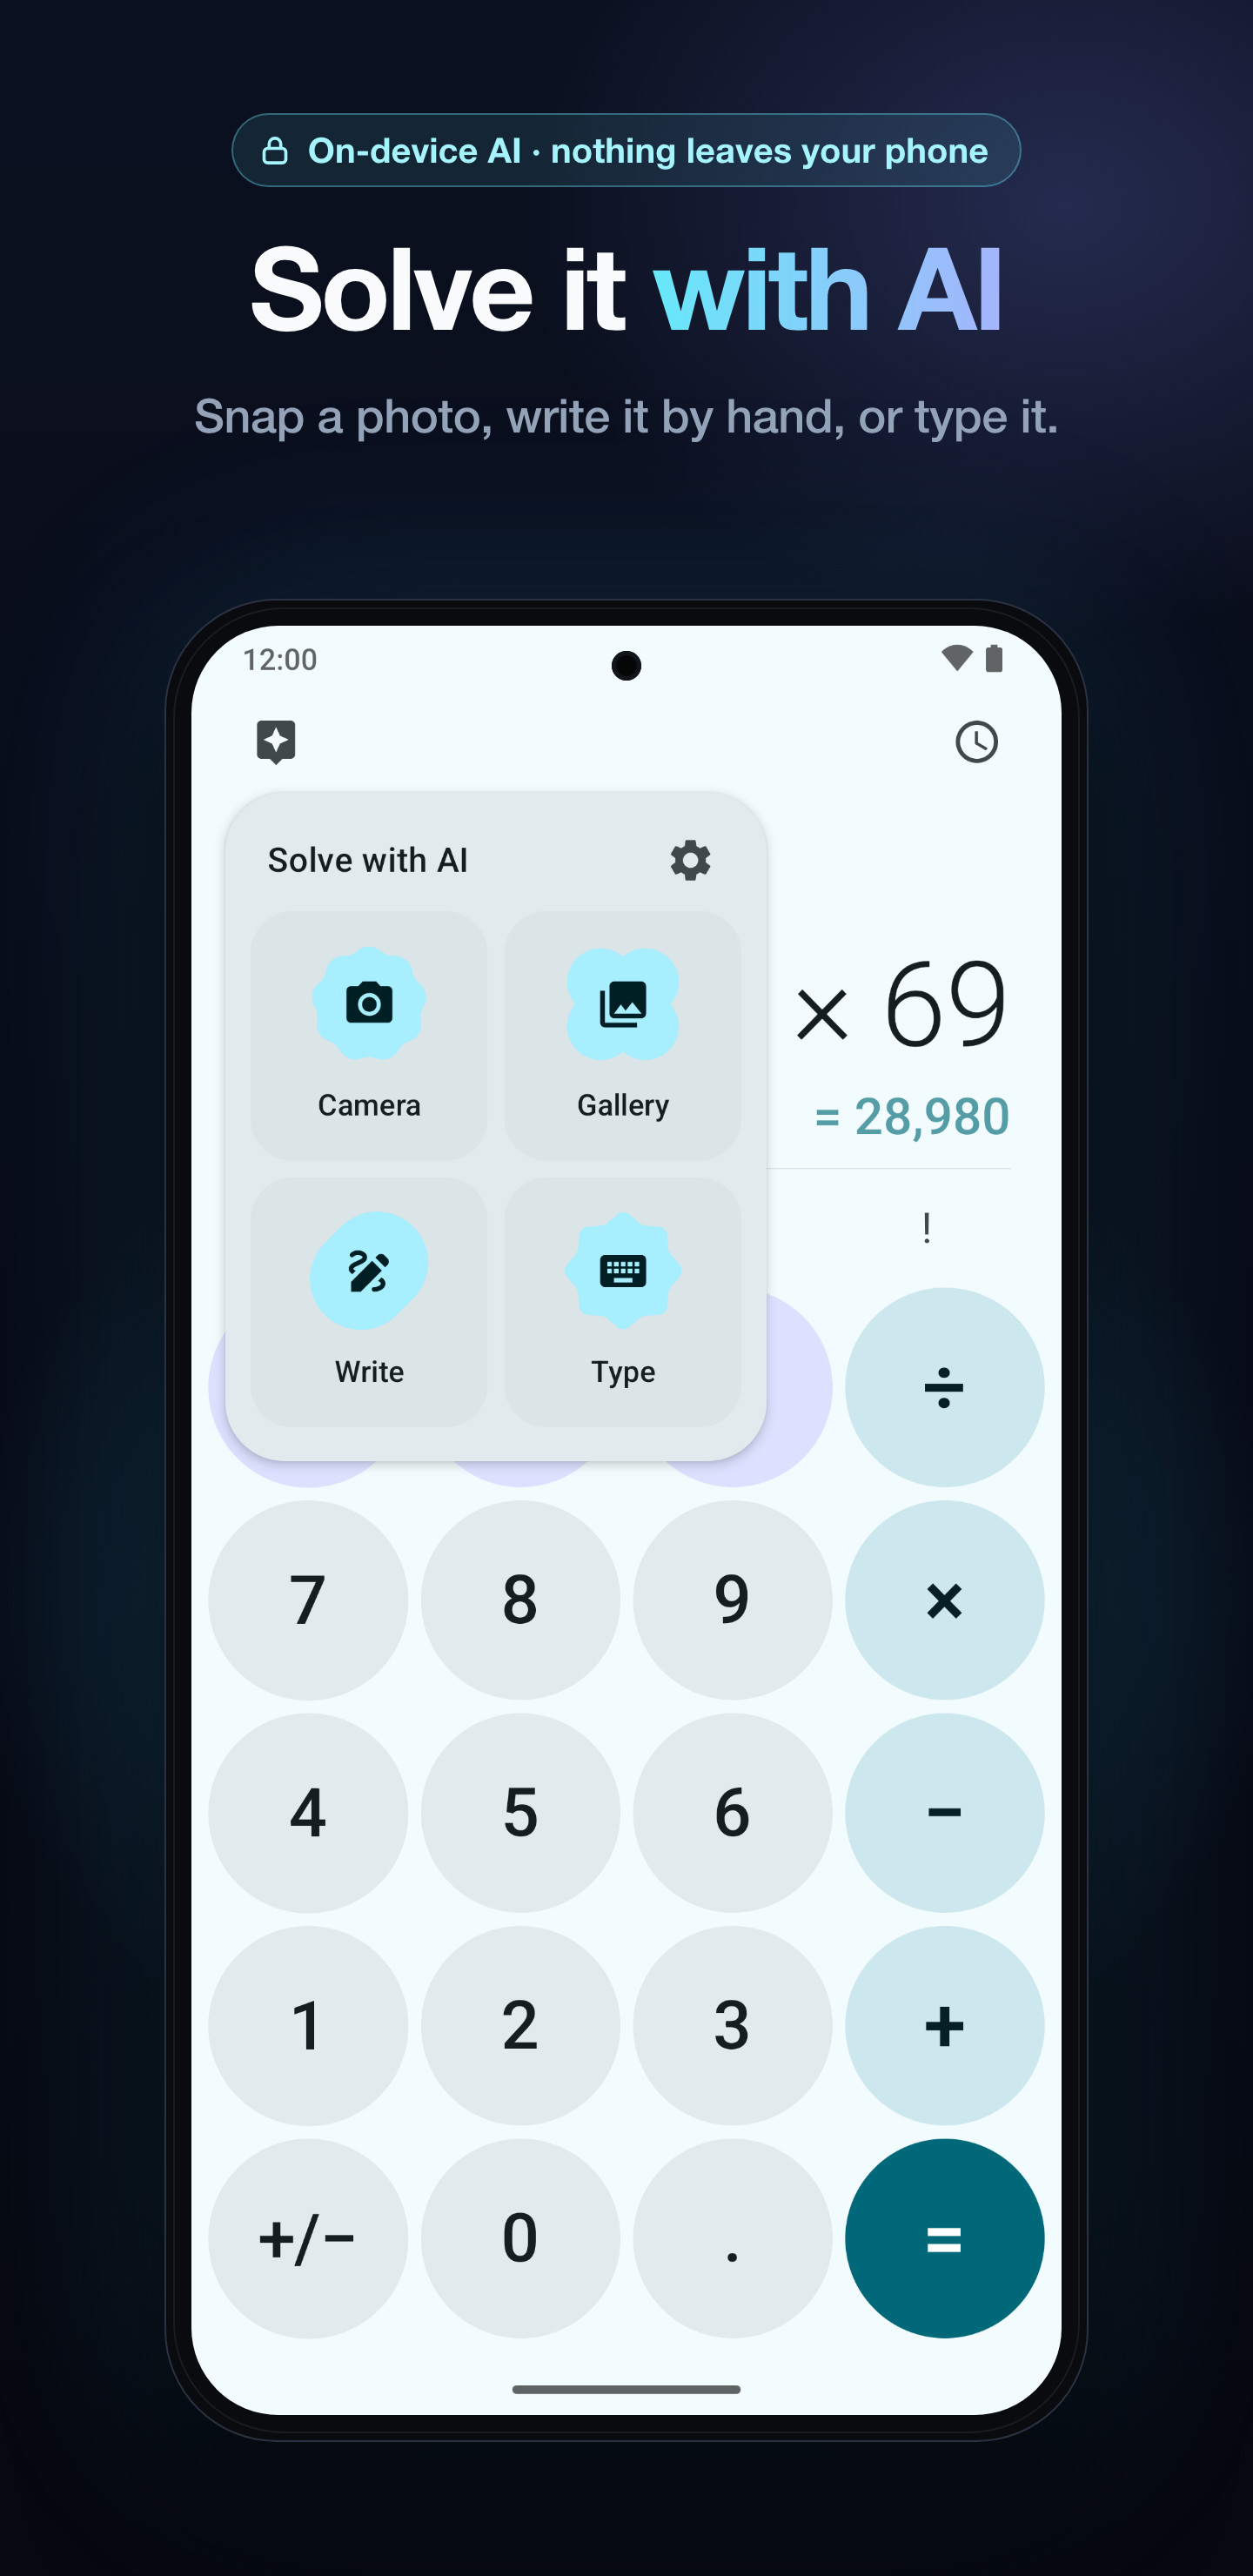 On-device AI · nothing leaves your phone
Solve it with AI
Snap a photo, write it by hand, or type it.
12:00
Solve with AI
Camera
Gallery
× 69
= 28,980
!
Write
Type
÷
7 8 9 ×
4 5 6 −
1 2 3 +
+/− 0 . =